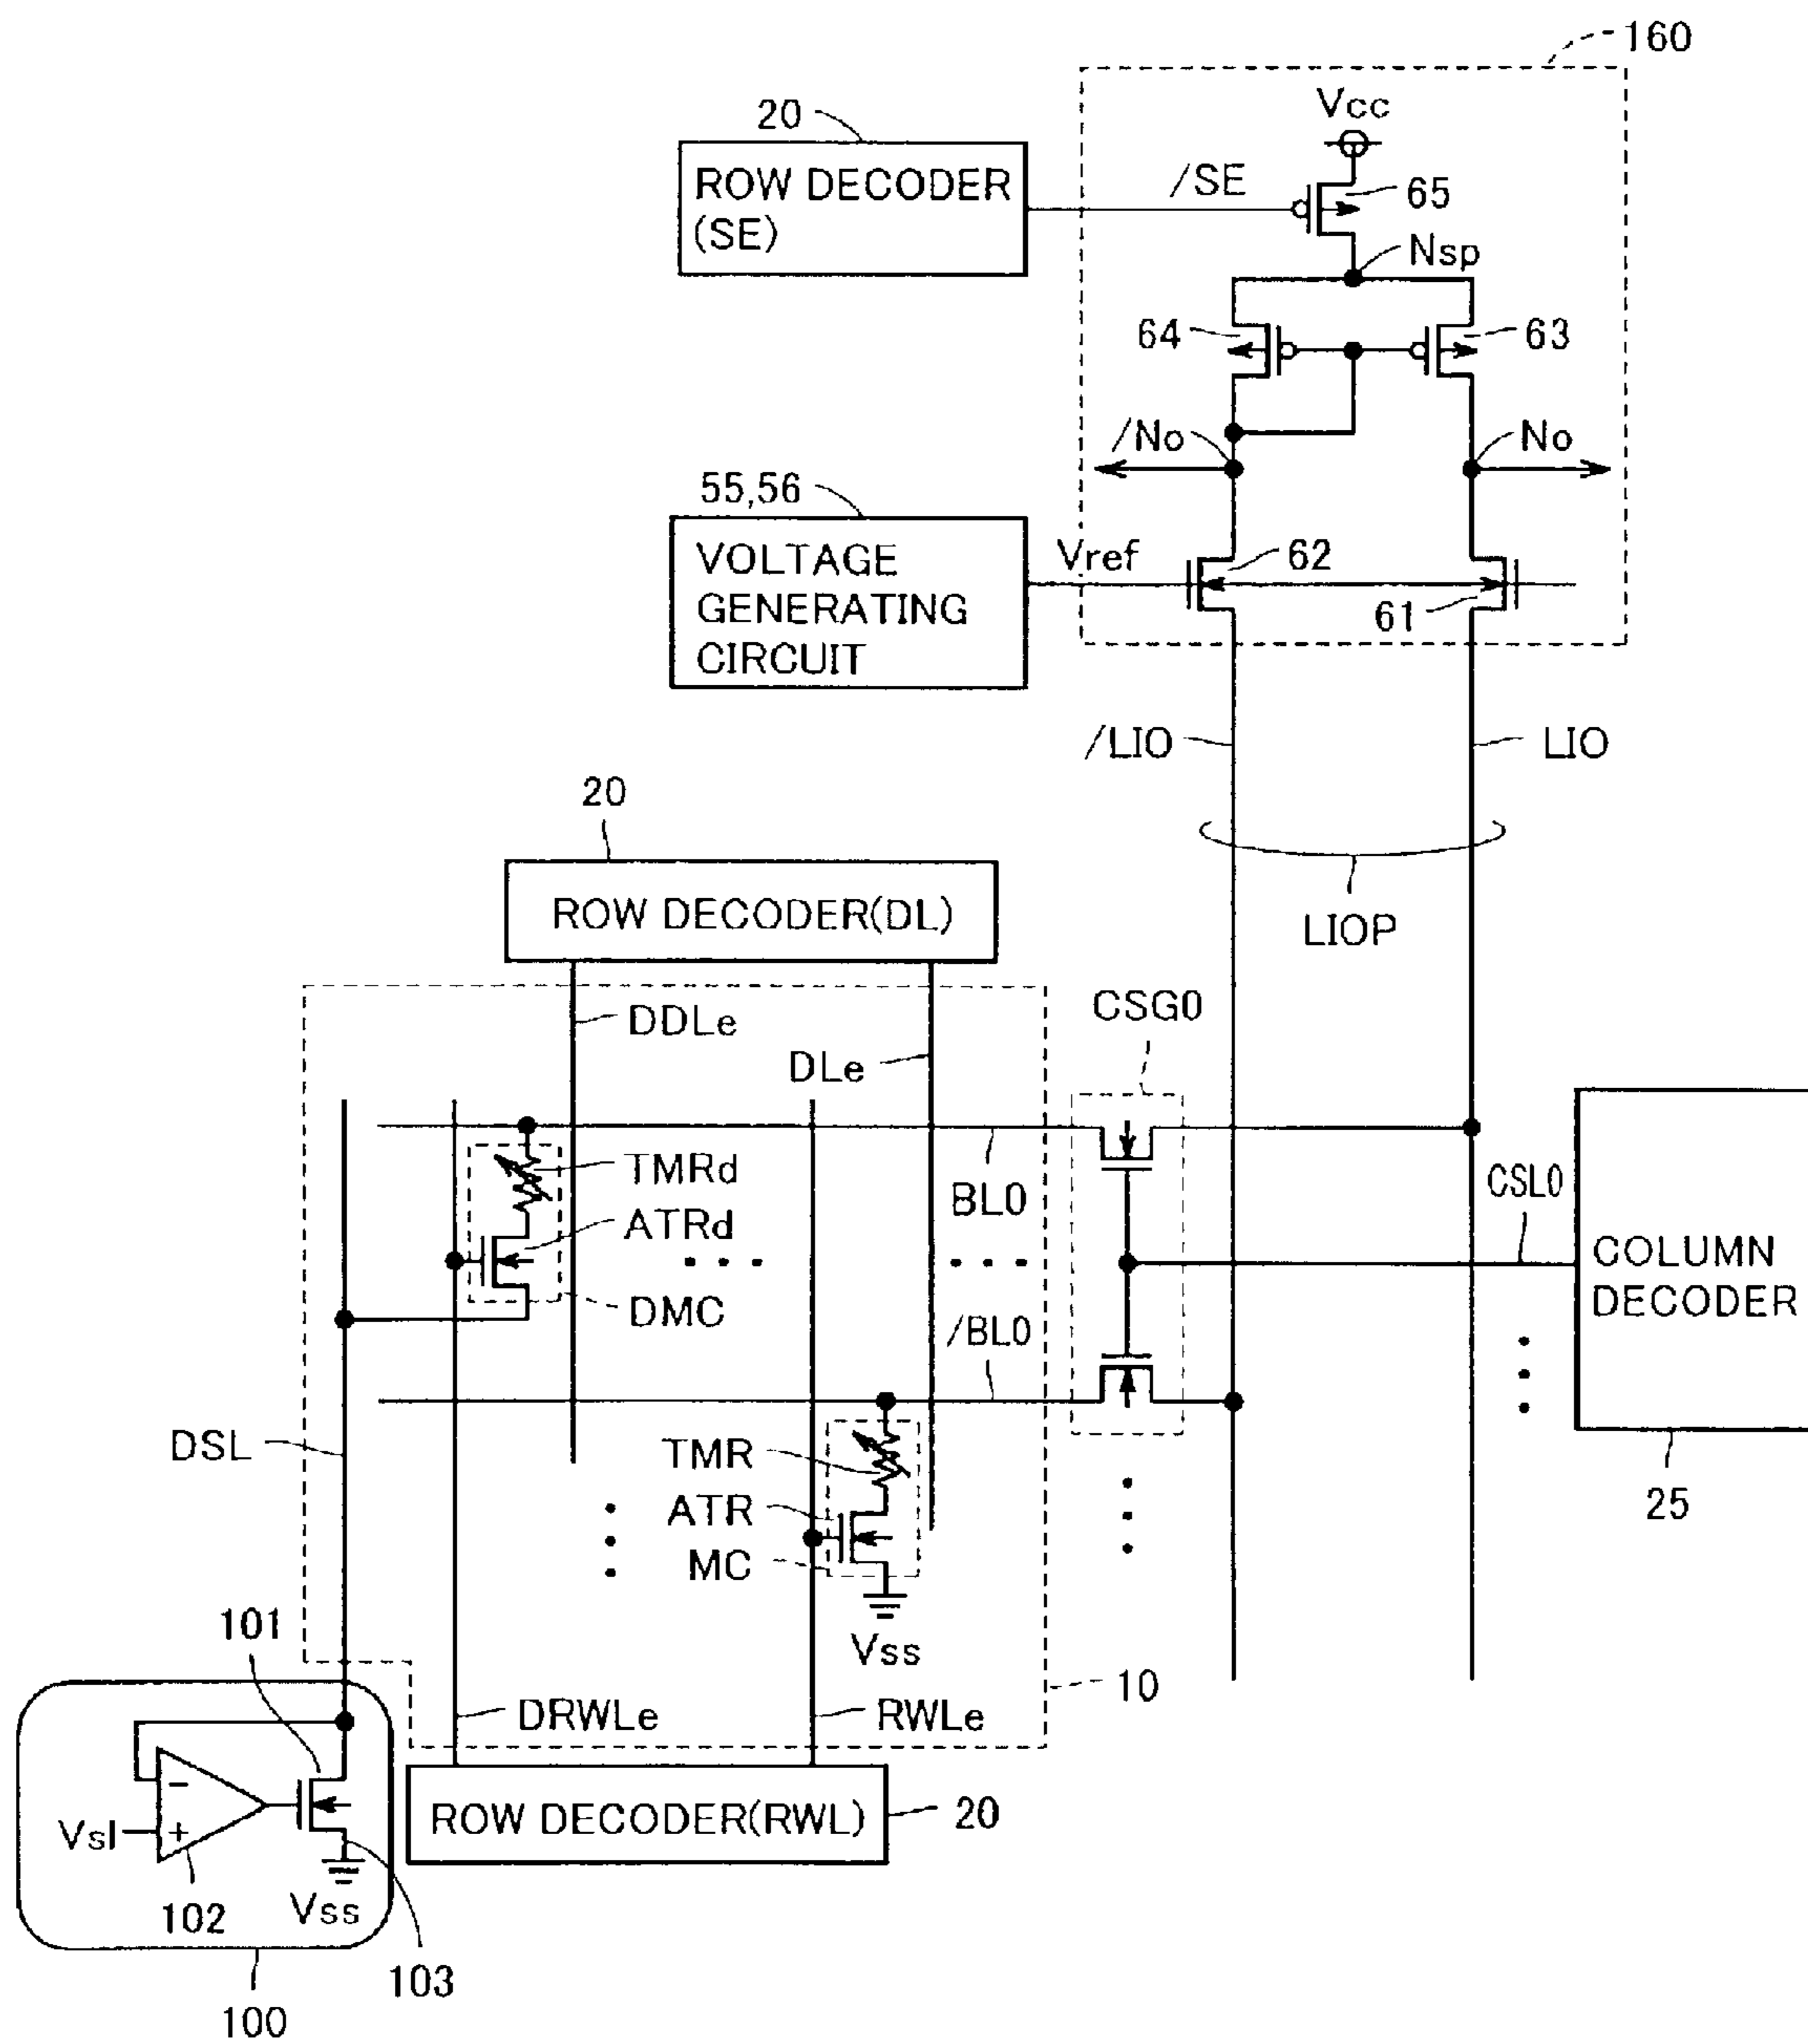 160
Vcc
20
ROW DECODER
(SE)
/SE
65
Nsp
64
63
/No
No
55,56
VOLTAGE
GENERATING
CIRCUIT
Vref
62
61
/LIO
LIO
20
ROW DECODER(DL)
LIOP
DDLe
CSG0
DLe
TMRd
BL0
CSL0
ATRd
COLUMN
DECODER
DMC
/BL0
DSL
TMR
ATR
25
MC
101
Vss
10
DRWLe
RWLe
-
Vsl
+
ROW DECODER(RWL)
20
102
Vss
103
100